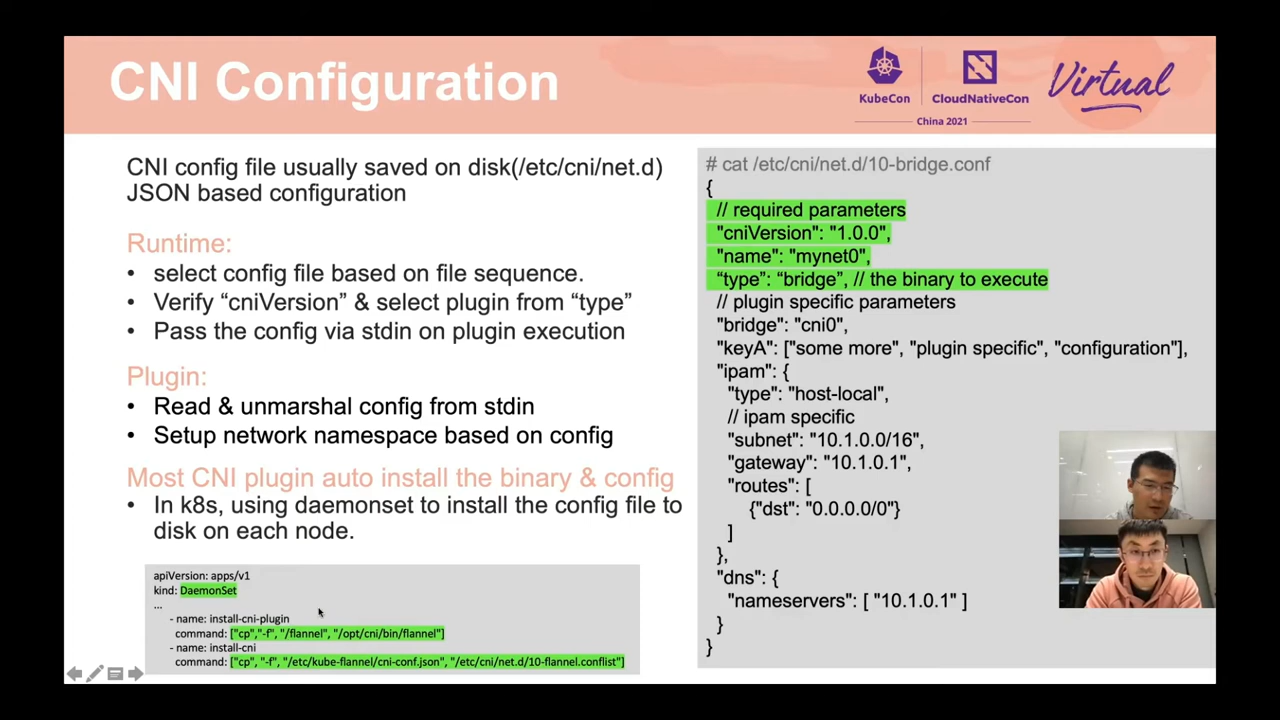 CNI Configuration
KubeCon
CloudNativeCon
Virtual
China 2021
CNI config file usually saved on disk(/etc/cni/net.d)
JSON based configuration
Runtime:
• select config file based on file sequence.
• Verify “cniVersion” & select plugin from “type”
• Pass the config via stdin on plugin execution
Plugin:
• Read & unmarshal config from stdin
• Setup network namespace based on config
Most CNI plugin auto install the binary & config
• In k8s, using daemonset to install the config file to
disk on each node.
apiVersion: apps/v1
kind: DaemonSet
...
- name: install-cni-plugin
command: ["cp","-f", "/flannel", "/opt/cni/bin/flannel"]
- name: install-cni
command: ["cp", "-f", "/etc/kube-flannel/cni-conf.json", "/etc/cni/net.d/10-flannel.conflist"]
# cat /etc/cni/net.d/10-bridge.conf
{
// required parameters
"cniVersion": "1.0.0",
"name": "mynet0",
“type”: “bridge”, // the binary to execute
// plugin specific parameters
"bridge": "cni0",
"keyA": ["some more", "plugin specific", "configuration"],
"ipam": {
"type": "host-local",
// ipam specific
"subnet": "10.1.0.0/16",
"gateway": "10.1.0.1",
"routes": [
{"dst": "0.0.0.0/0"}
]
},
"dns": {
"nameservers": [ "10.1.0.1" ]
}
}